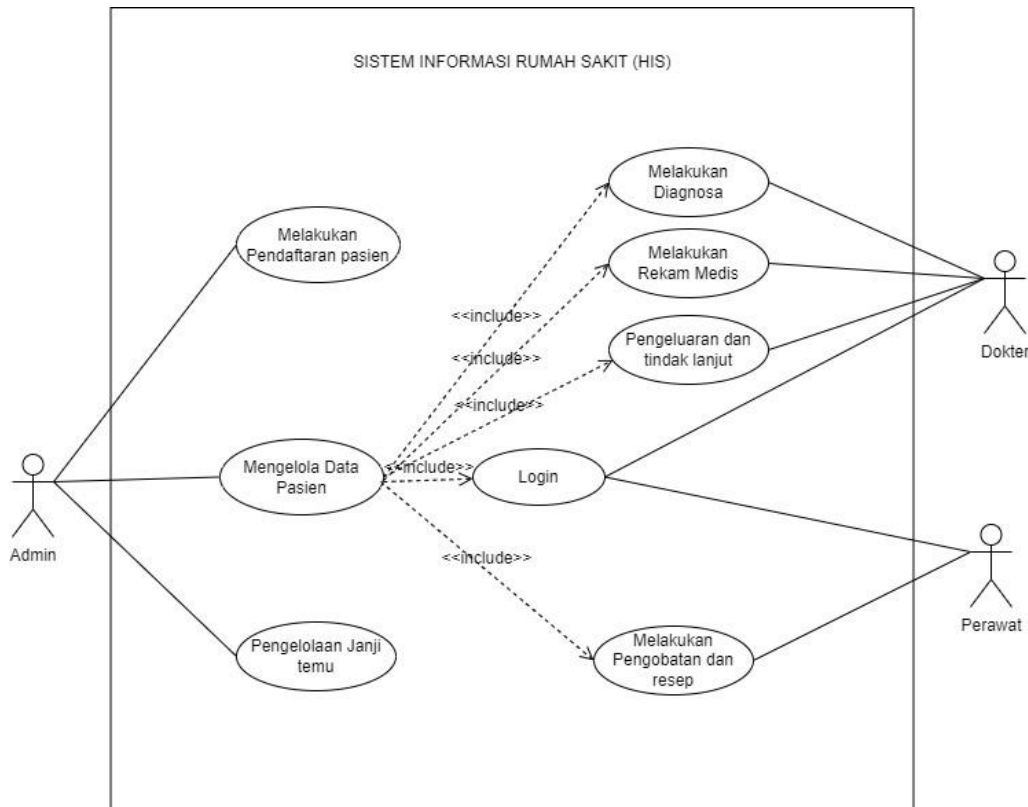 SISTEM INFORMASI RUMAH SAKIT (HIS)
Melakukan
Diagnosa
Melakukan
Pendaftaran pasien
Melakukan
Rekam Medis
<<include>>
Pengeluaran dan
tindak lanjut
<<include>>
Dokter
<<include>>
Mengelola Data
Pasien
<<include>>
Login
Admin
<<include>>
Perawat
Pengelolaan Janji
temu
Melakukan
Pengobatan dan
resep